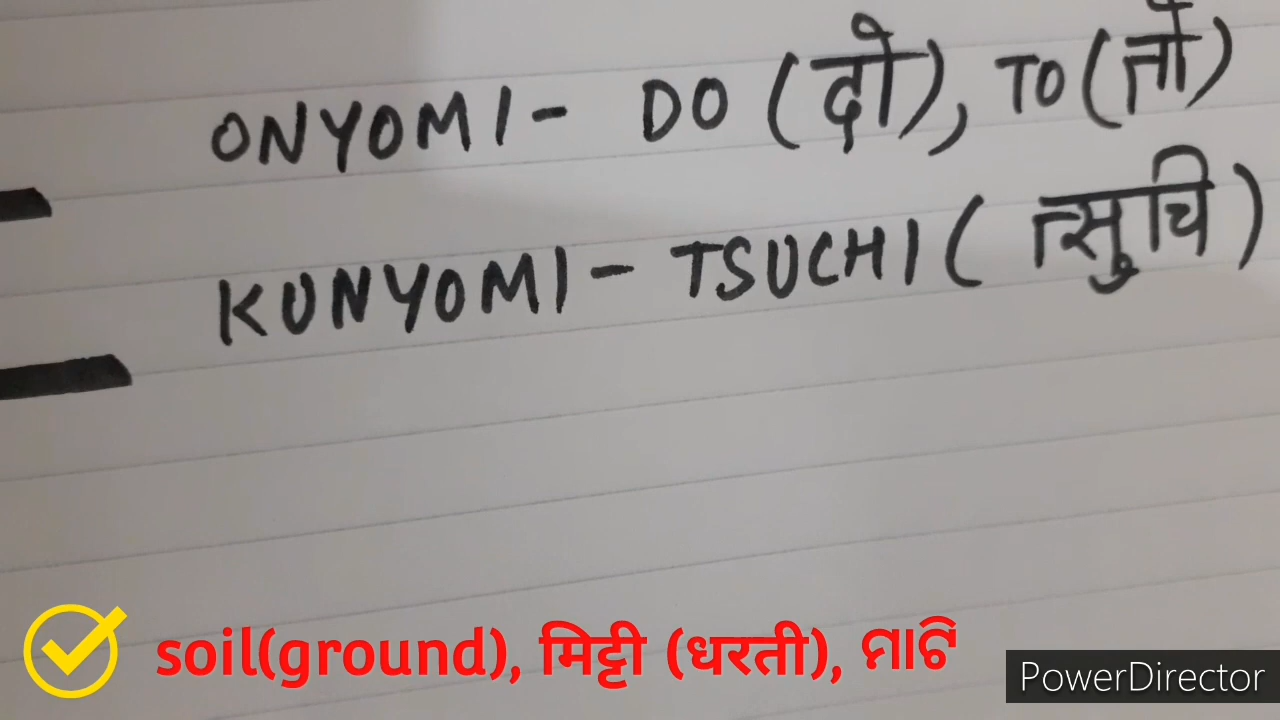 ONYOMI- DO (दो), TO (तो)
KUNYOMI- TSUCHI ( त्सुचि )
soil(ground), मिट्टी (धरती), ମାଟି
PowerDirector